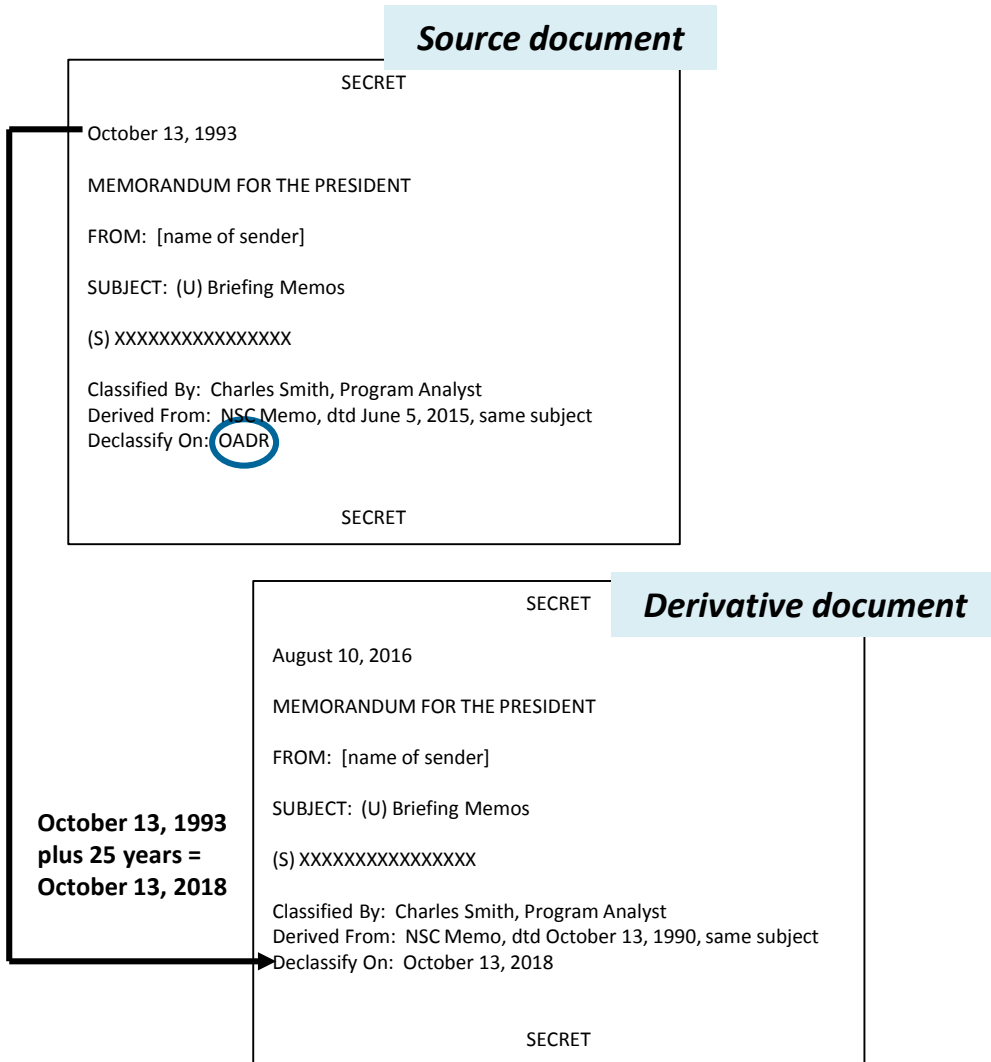 Source document
SECRET
October 13, 1993
MEMORANDUM FOR THE PRESIDENT
FROM: [name of sender]
SUBJECT: (U) Briefing Memos
(S) XXXXXXXXXXXXXXXX
Classified By: Charles Smith, Program Analyst
Derived From: NSC Memo, dtd June 5, 2015, same subject
Declassify On: OADR
SECRET
Derivative document
SECRET
August 10, 2016
MEMORANDUM FOR THE PRESIDENT
FROM: [name of sender]
SUBJECT: (U) Briefing Memos
(S) XXXXXXXXXXXXXXXX
Classified By: Charles Smith, Program Analyst
Derived From: NSC Memo, dtd October 13, 1990, same subject
Declassify On: October 13, 2018
SECRET
October 13, 1993
plus 25 years =
October 13, 2018